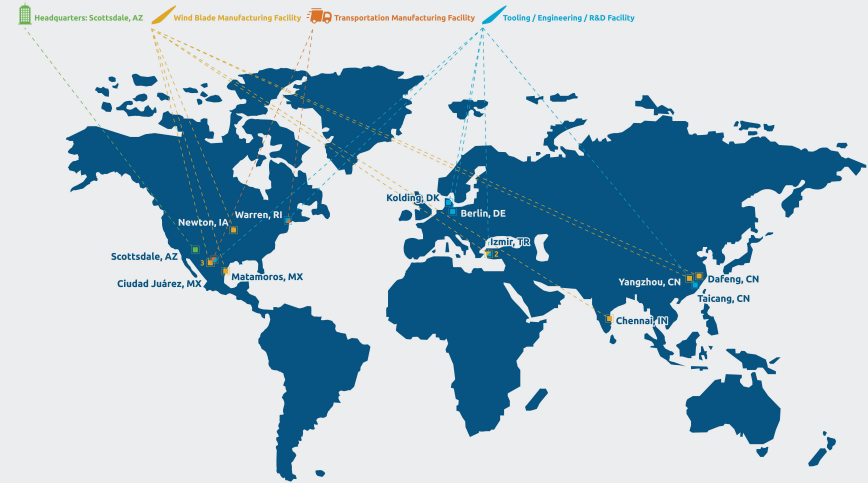 Headquarters: Scottsdale, AZ
Wind Blade Manufacturing Facility
Transportation Manufacturing Facility
Tooling / Engineering / R&D Facility
Kolding, DK
Berlin, DE
Warren, RI
Newton, IA
Izmir, TR
2
Scottsdale, AZ
3
Matamoros, MX
Ciudad Juárez, MX
Yangzhou, CN
Dafeng, CN
Taicang, CN
Chennai, IN